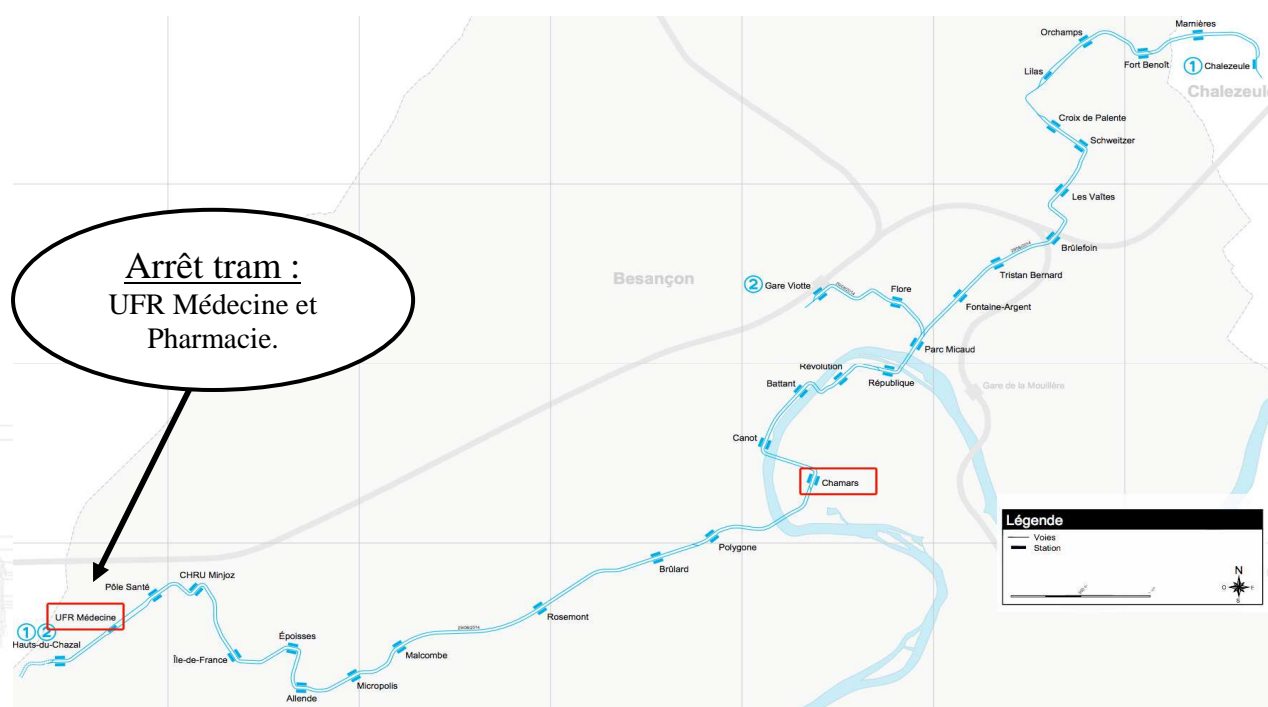 Arrêt tram :
UFR Médecine et
Pharmacie.
Marnières
Orchamps
Fort Benoît
① Chalezeule
Chalezeule
Lilas
Croix de Palente
Schweitzer
Les Vaîtes
Brûlefoin
Tristan Bernard
Fontaine-Argent
Besançon
② Gare Viotte
Flore
Parc Micaud
Révolution
République
Battant
Gare de la Mouillère
Canot
Chamars
Polygone
Brûlard
Rosemont
Malcombe
Micropolis
Allende
Époisses
Île-de-France
CHRU Minjoz
Pôle Santé
UFR Médecine
① ②
Hauts-du-Chazal
Légende
Voies
Station
N
O
E
S